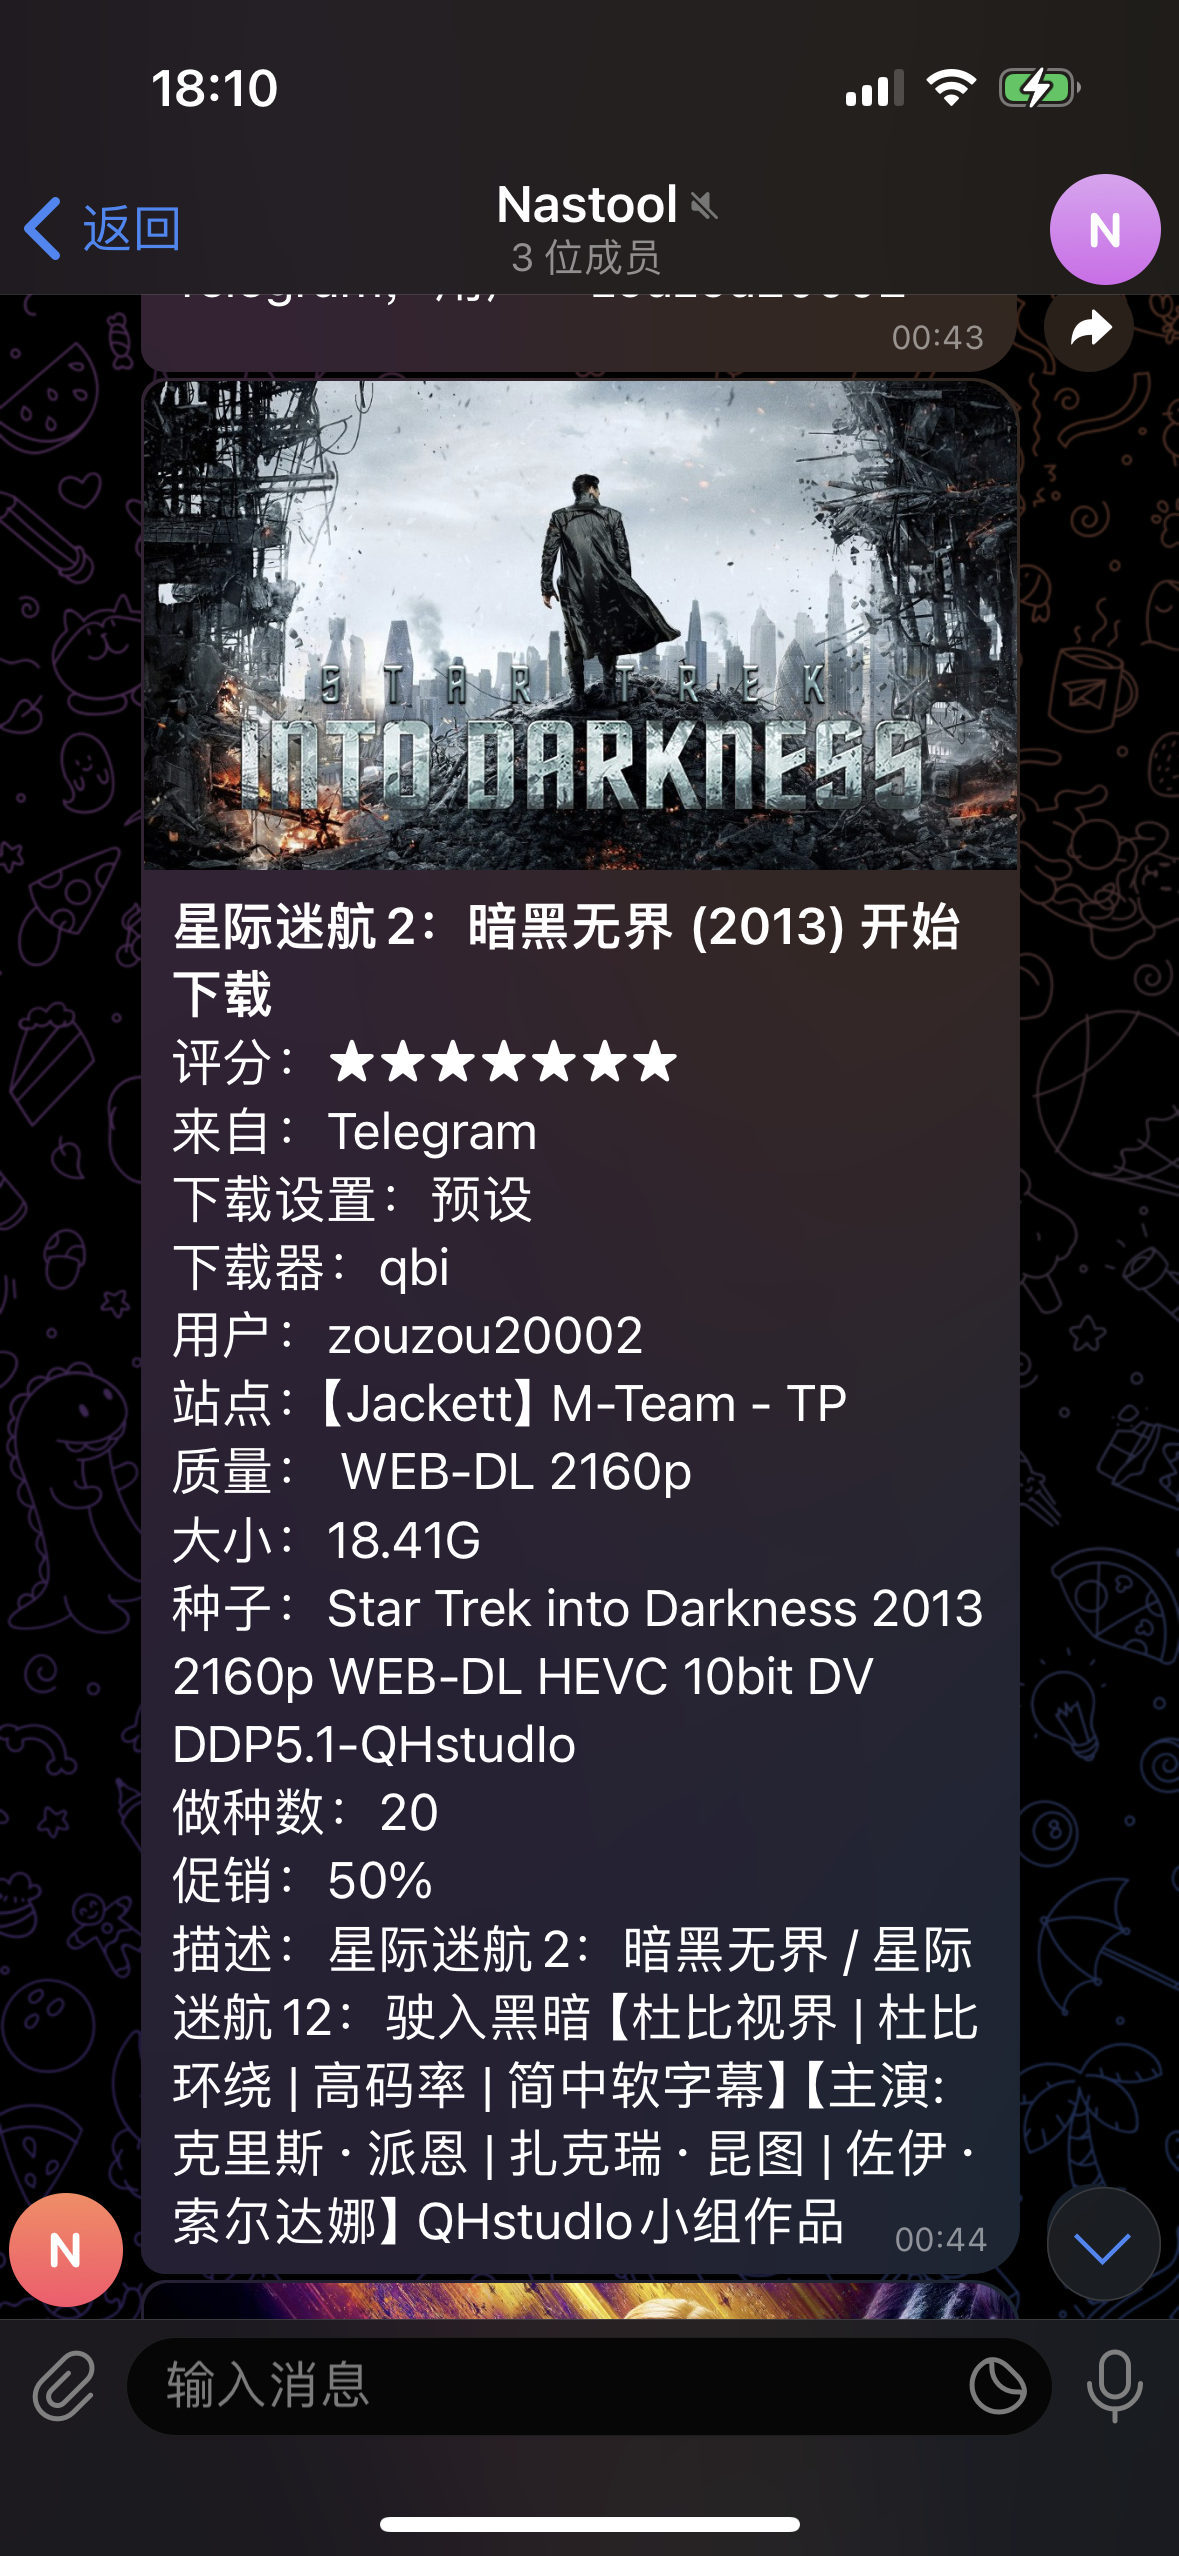 18:10
返回
Nastool
3 位成员
N
00:43
STAR TREK
INTO DARKNESS
星际迷航 2：暗黑无界 (2013) 开始
下载
评分：★★★★★★★
来自：Telegram
下载设置：预设
下载器：qbi
用户：zouzou20002
站点：【Jackett】M-Team - TP
质量： WEB-DL 2160p
大小：18.41G
种子：Star Trek into Darkness 2013
2160p WEB-DL HEVC 10bit DV
DDP5.1-QHstudIo
做种数：20
促销：50%
描述：星际迷航 2：暗黑无界 / 星际
迷航 12：驶入黑暗【杜比视界 | 杜比
环绕 | 高码率 | 简中软字幕】【主演:
克里斯 · 派恩 | 扎克瑞 · 昆图 | 佐伊 ·
索尔达娜】QHstudIo小组作品
00:44
N
输入消息